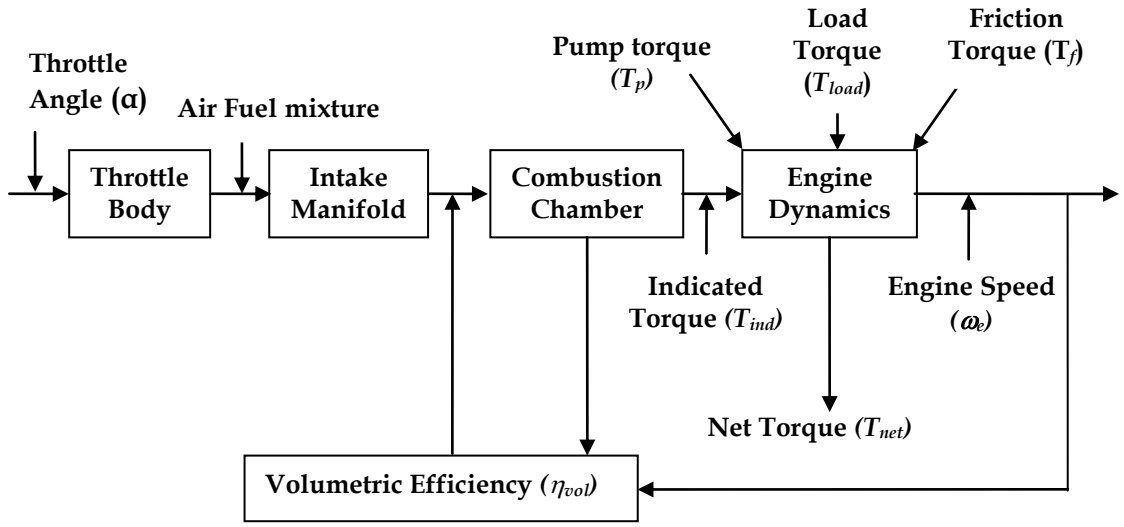 Throttle
Angle (α)
Air Fuel mixture
Pump torque
(Tp)
Load
Torque
(Tload)
Friction
Torque (Tf)
Throttle
Body
Intake
Manifold
Combustion
Chamber
Engine
Dynamics
Indicated
Torque (Tind)
Engine Speed
(ωe)
Net Torque (Tnet)
Volumetric Efficiency (ηvol)